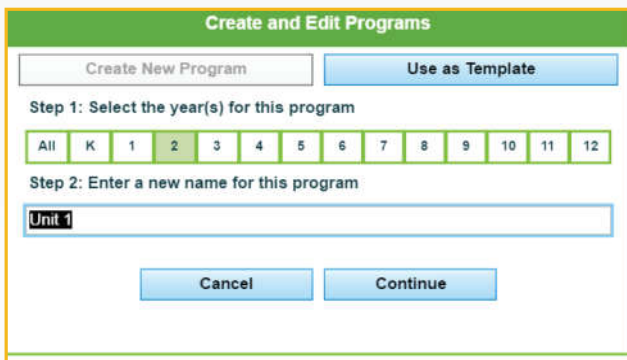 Create and Edit Programs
Create New Program Use as Template
Step 1: Select the year(s) for this program
All K 1 2 3 4 5 6 7 8 9 10 11 12
Step 2: Enter a new name for this program
Unit 1
Cancel Continue